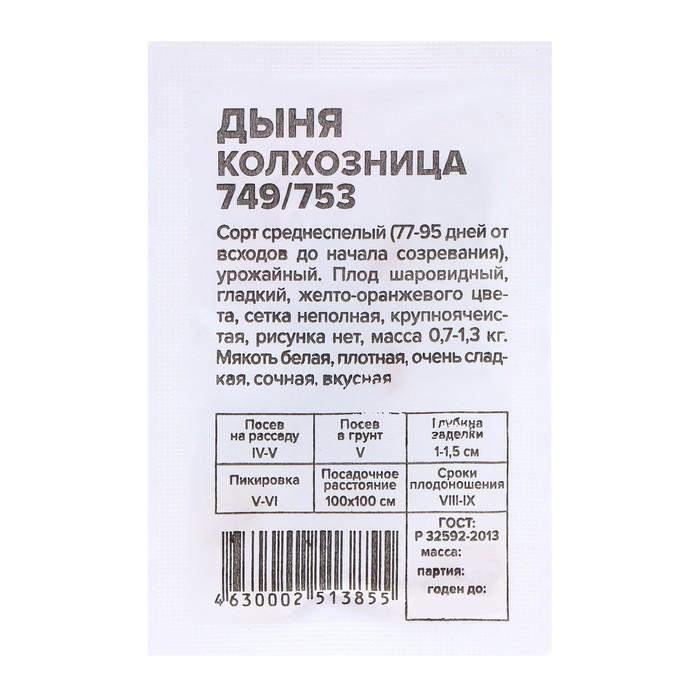 ДЫНЯ
КОЛХОЗНИЦА
749/753
Сорт среднеспелый (77-95 дней от
всходов до начала созревания),
урожайный. Плод шаровидный,
гладкий, желто-оранжевого цве-
та, сетка неполная, крупноячеис-
тая, рисунка нет, масса 0,7-1,3 кг.
Мякоть белая, плотная, очень слад-
кая, сочная, вкусная
Посев на рассаду IV-V
Посев в грунт V
Глубина заделки 1-1,5 см
Пикировка V-VI
Посадочное расстояние 100х100 см
Сроки плодоношения VIII-IX
ГОСТ:
Р 32592-2013
масса:
партия:
годен до:
4 630002 513855